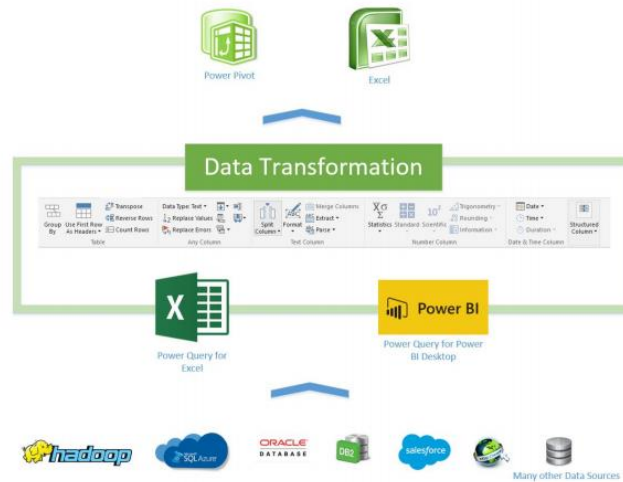 Power Pivot
Excel
Data Transformation
Group By
Use First Row As Headers
Transpose
Reverse Rows
Count Rows
Table
Data Type: Text
Replace Values
Replace Errors
Any Column
Split Column
Format
Merge Columns
Extract
Parse
Text Column
Statistics
Standard
Scientific
10²
Trigonometry
Rounding
Information
Number Column
Date
Time
Duration
Date & Time Column
Structured Column
Power BI
Power Query for
Excel
Power Query for Power
BI Desktop
hadoop
SQL Azure
ORACLE
DATABASE
DB2
salesforce
Many other Data Sources